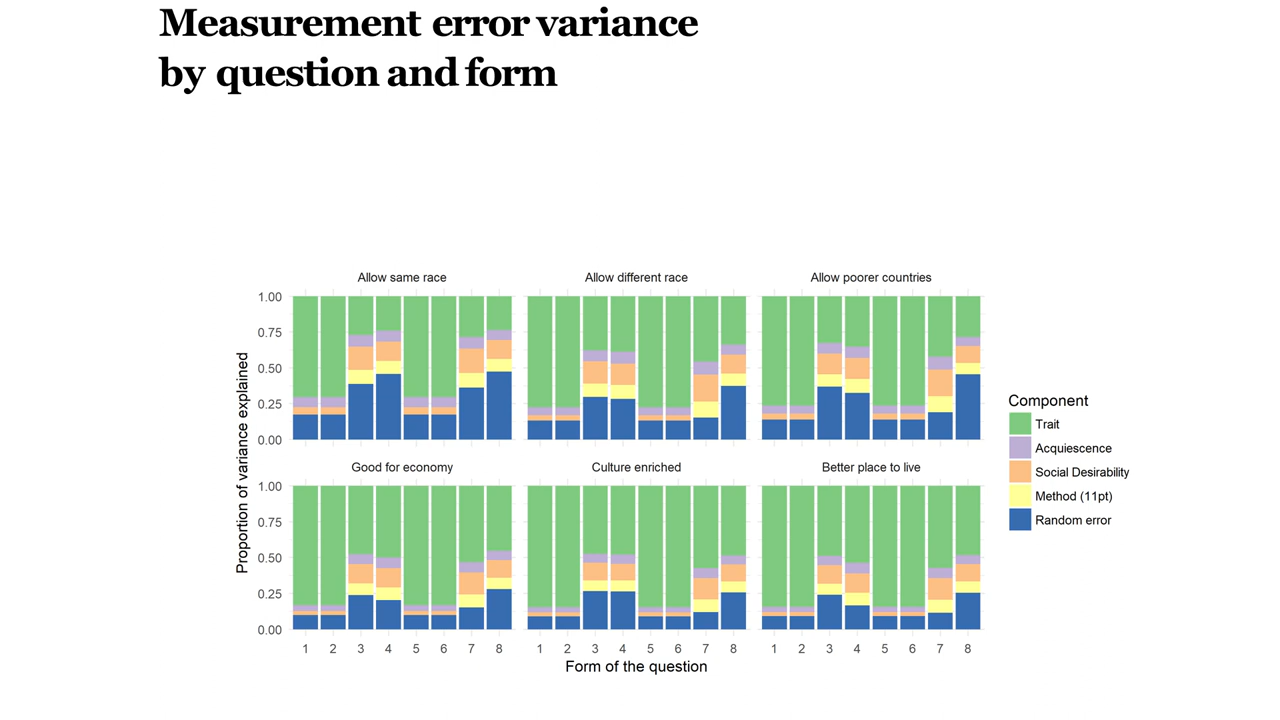 Measurement error variance
by question and form
Allow same race
Allow different race
Allow poorer countries
1.00
0.75
0.50
0.25
0.00
Good for economy
Culture enriched
Better place to live
1.00
0.75
0.50
0.25
0.00
Proportion of variance explained
1 2 3 4 5 6 7 8
1 2 3 4 5 6 7 8
1 2 3 4 5 6 7 8
Form of the question
Component
Trait
Acquiescence
Social Desirability
Method (11pt)
Random error